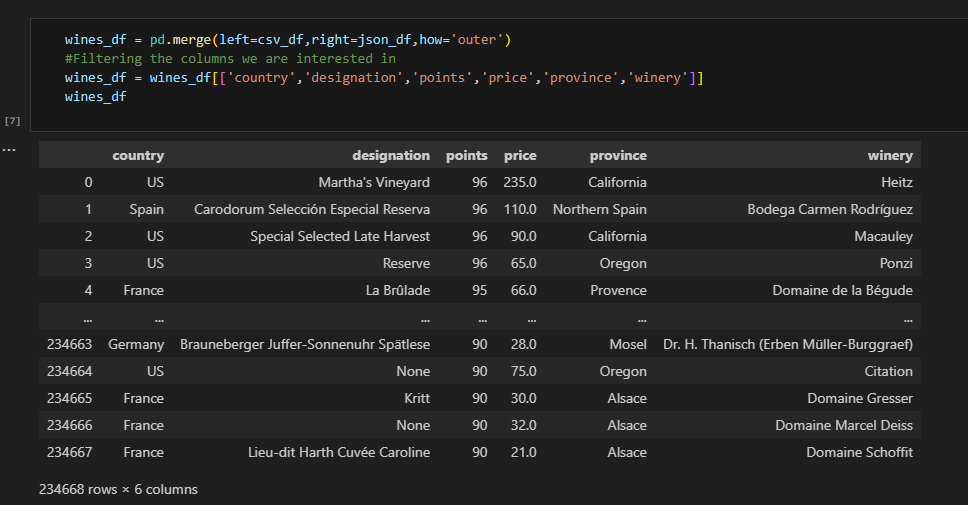 wines_df = pd.merge(left=csv_df,right=json_df,how='outer')
#Filtering the columns we are interested in
wines_df = wines_df[['country','designation','points','price','province','winery']]
wines_df
[7]
...
country designation points price province winery
0 US Martha's Vineyard 96 235.0 California Heitz
1 Spain Carodorum Selección Especial Reserva 96 110.0 Northern Spain Bodega Carmen Rodríguez
2 US Special Selected Late Harvest 96 90.0 California Macauley
3 US Reserve 96 65.0 Oregon Ponzi
4 France La Brûlade 95 66.0 Provence Domaine de la Bégude
... ... ... ... ... ... ...
234663 Germany Brauneberger Juffer-Sonnenuhr Spätlese 90 28.0 Mosel Dr. H. Thanisch (Erben Müller-Burggraef)
234664 US None 90 75.0 Oregon Citation
234665 France Kritt 90 30.0 Alsace Domaine Gresser
234666 France None 90 32.0 Alsace Domaine Marcel Deiss
234667 France Lieu-dit Harth Cuvée Caroline 90 21.0 Alsace Domaine Schoffit
234668 rows × 6 columns